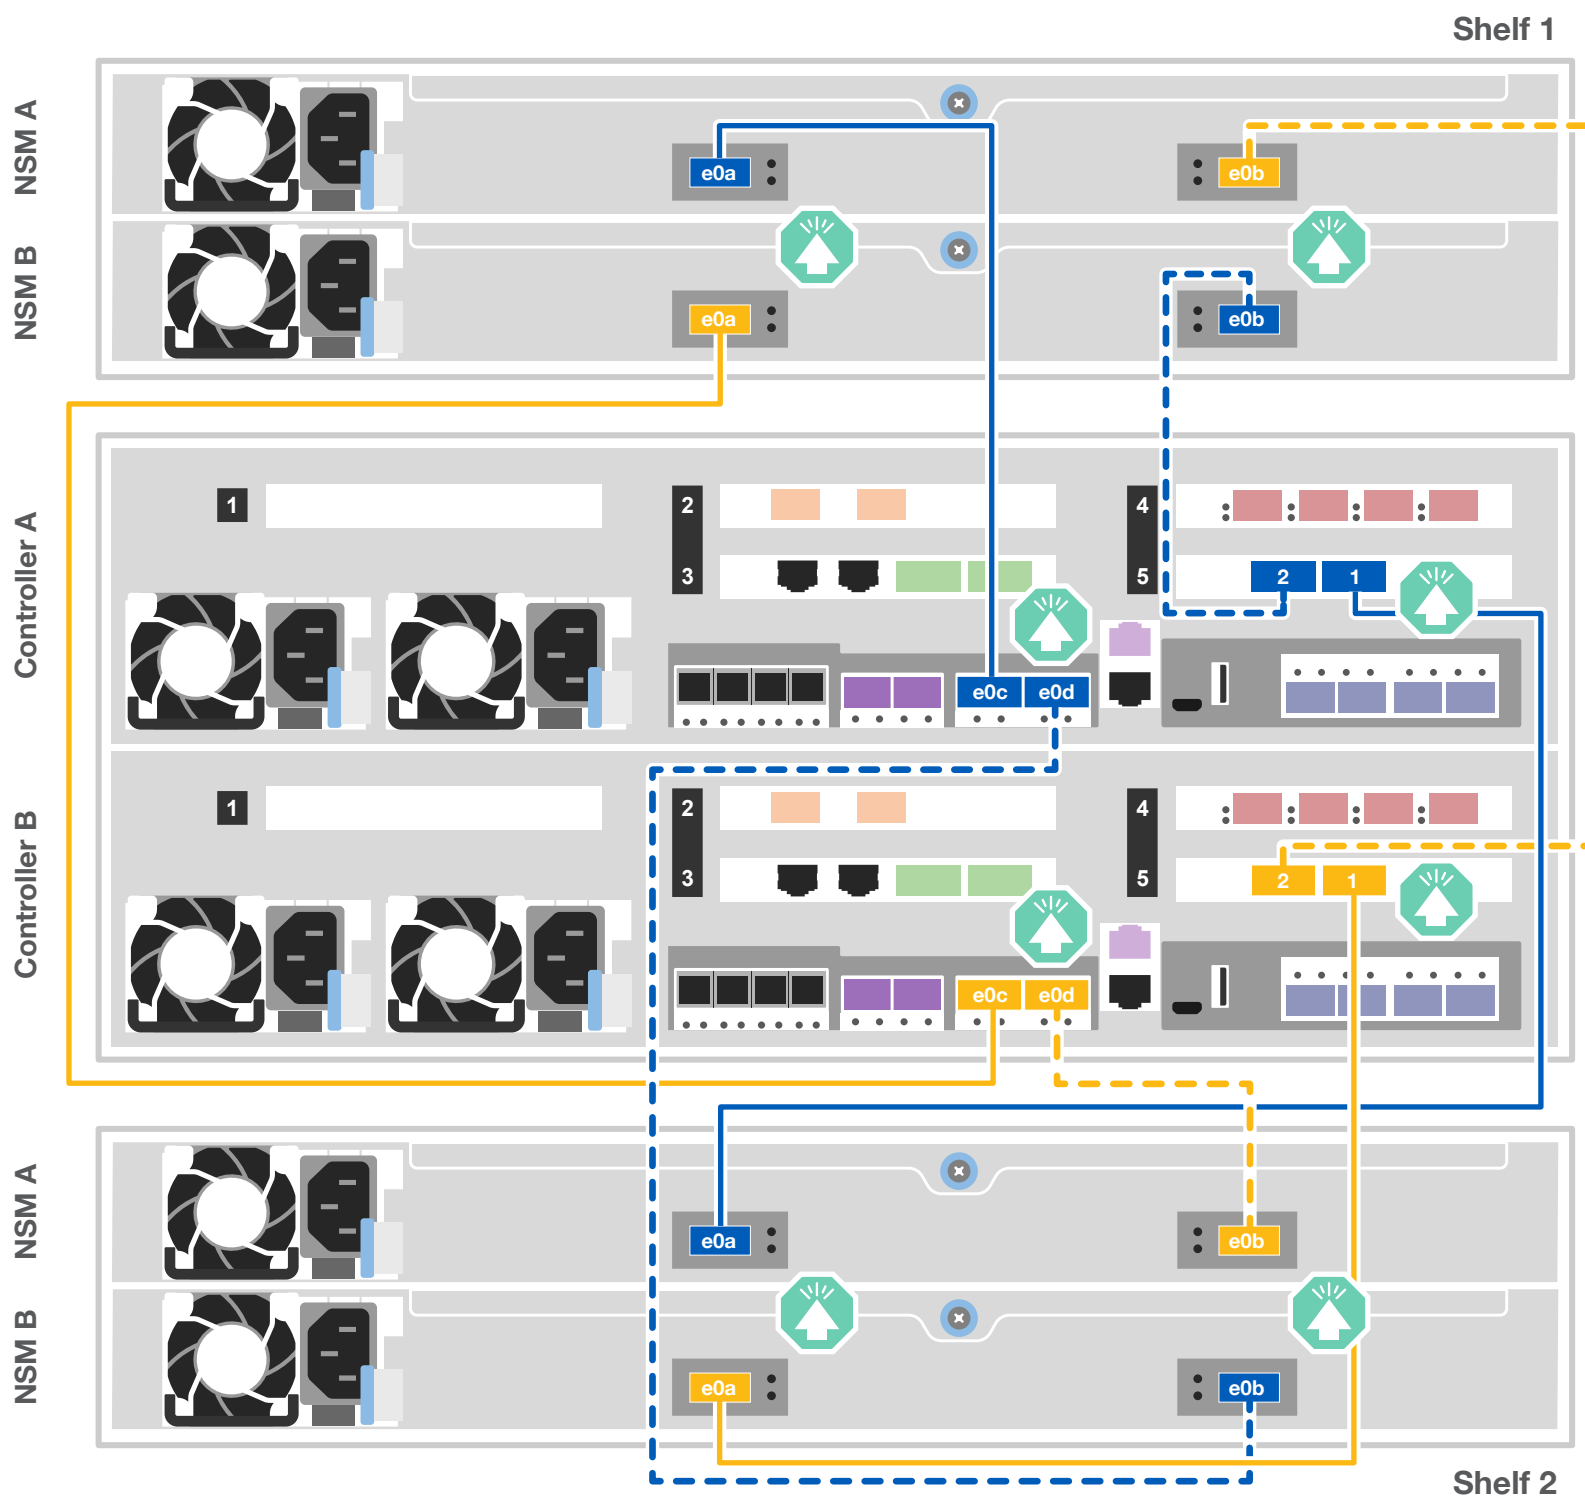 Shelf 1
NSM A
e0a
e0b
NSM B
e0a
e0b
Controller A
1
2
4
3
5
2
1
e0c
e0d
Controller B
1
2
4
3
5
2
1
e0c
e0d
NSM A
e0a
e0b
NSM B
e0a
e0b
Shelf 2